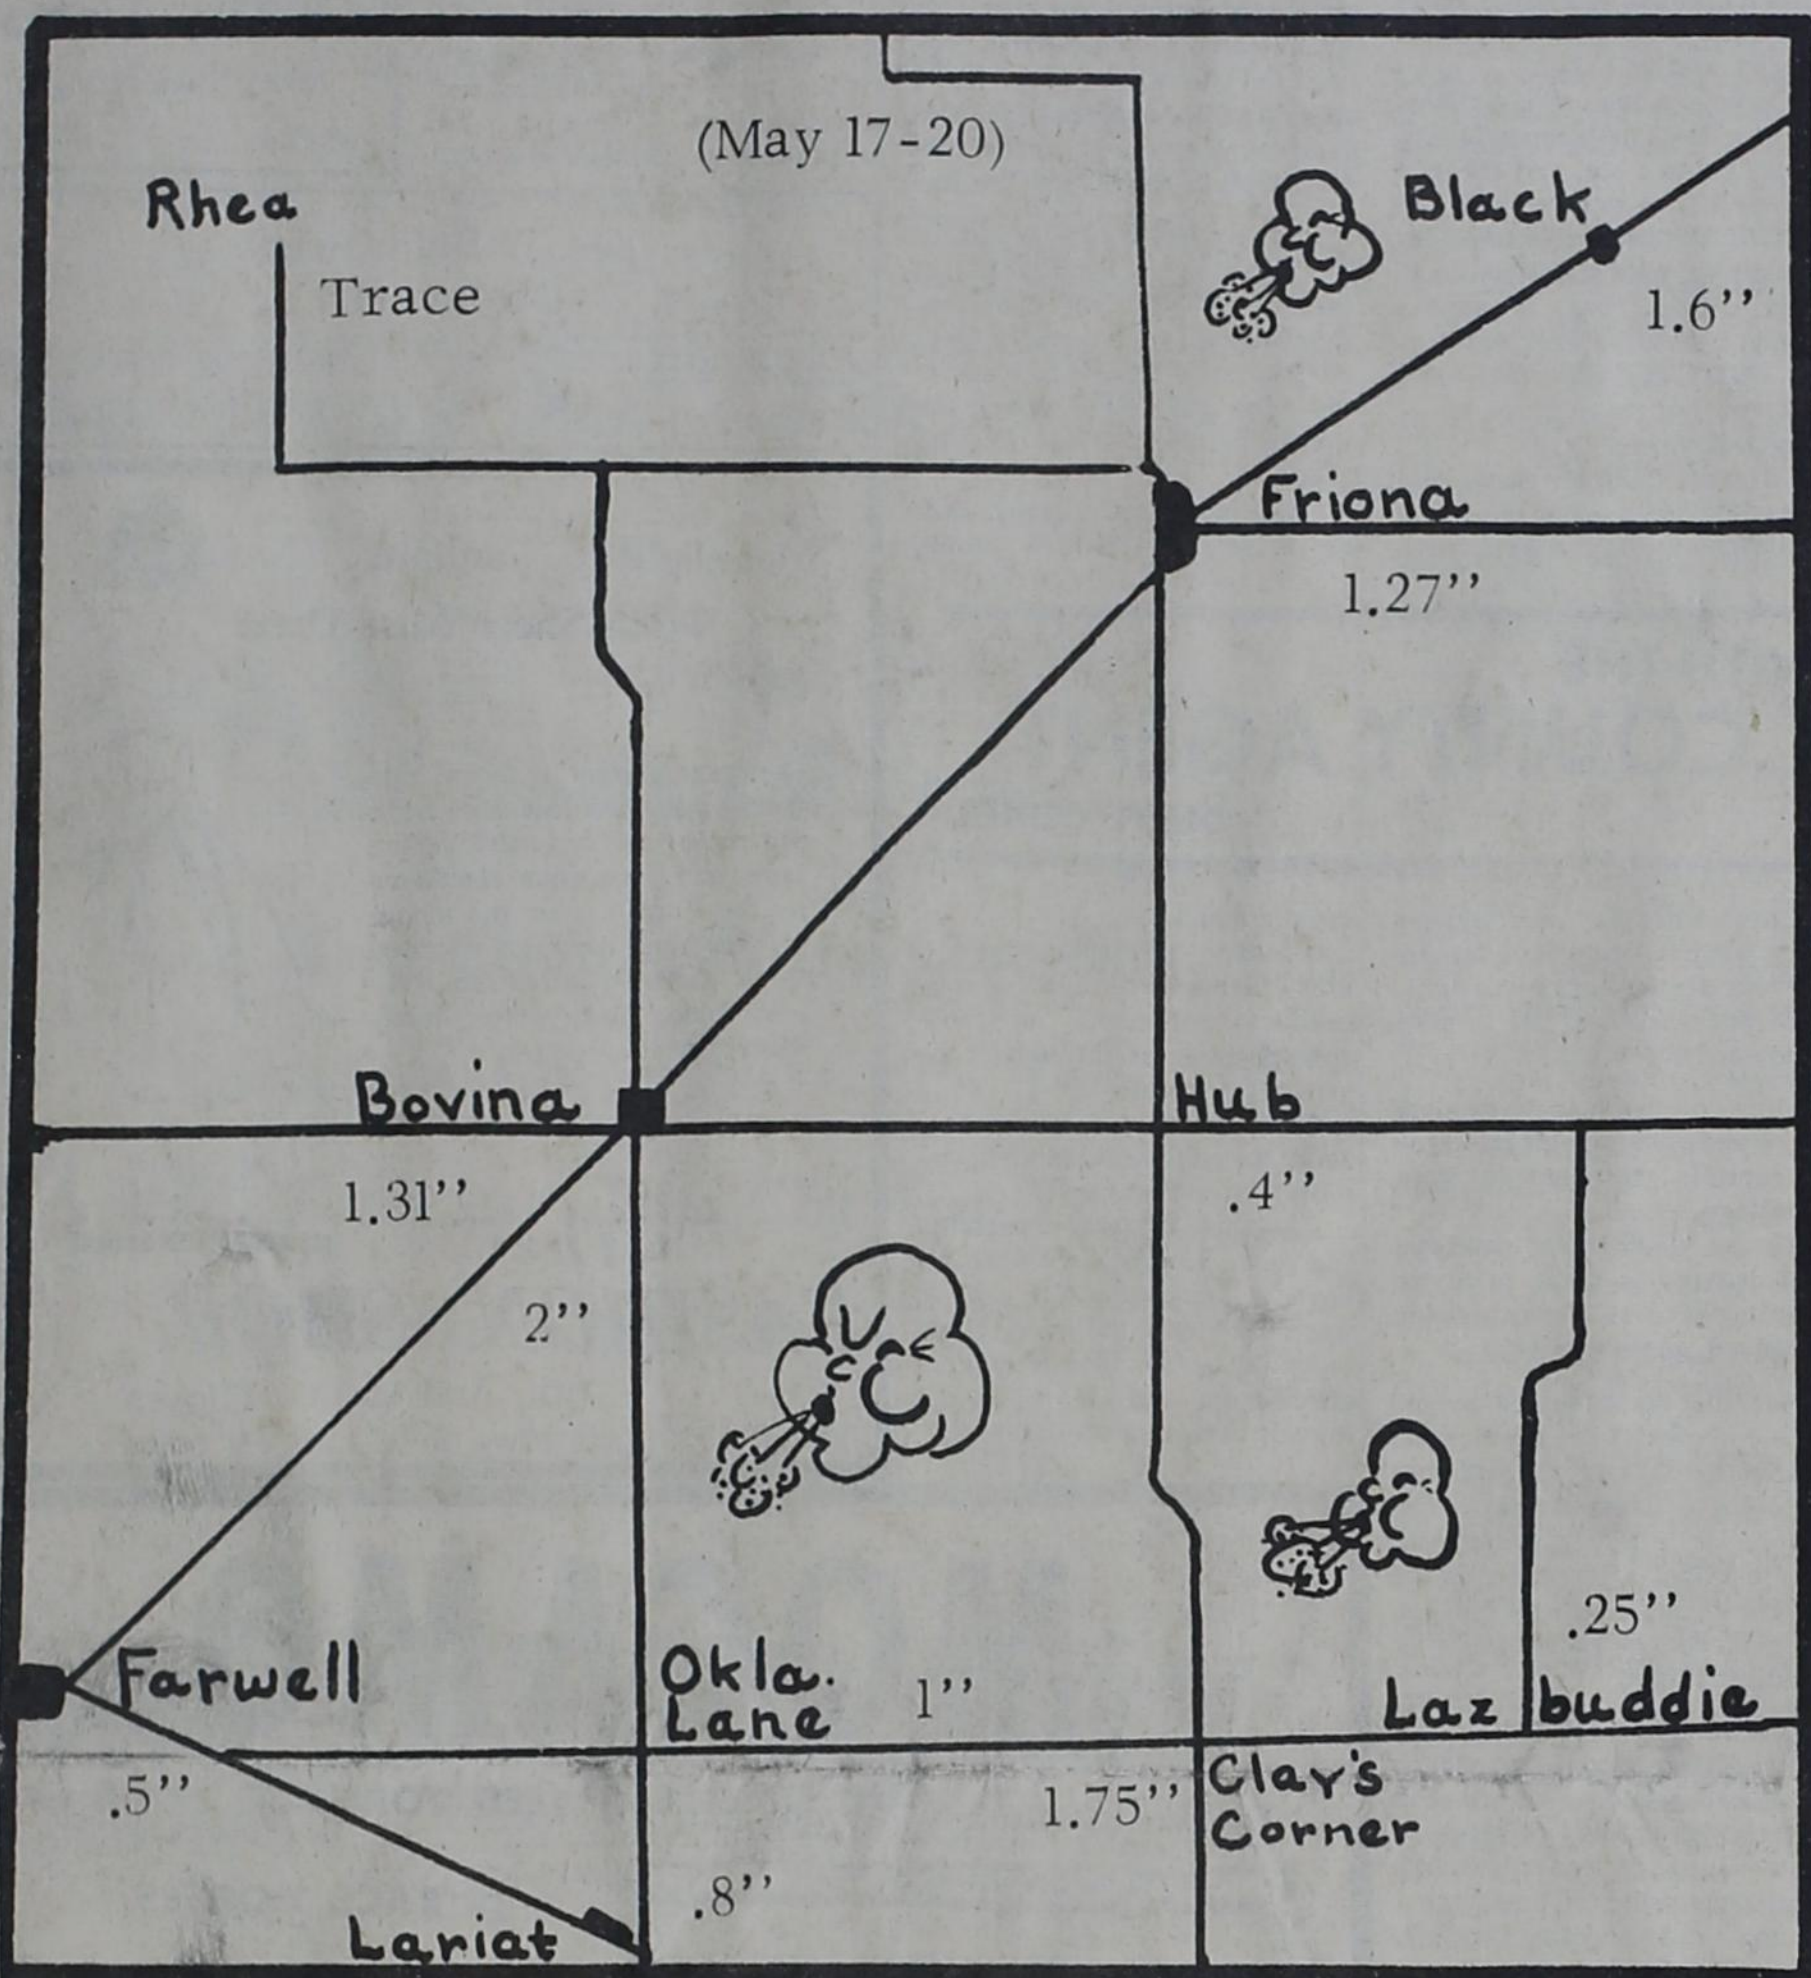 (May 17-20)
Rhea
Black
Trace
1.6''
Friona
1.27''
Bovina
Hub
1.31''
.4''
2''
.25''
Farwell
Okla.
Lane
1''
Laz buddie
.5''
1.75''
Clay's
Corner
.8''
Lariat